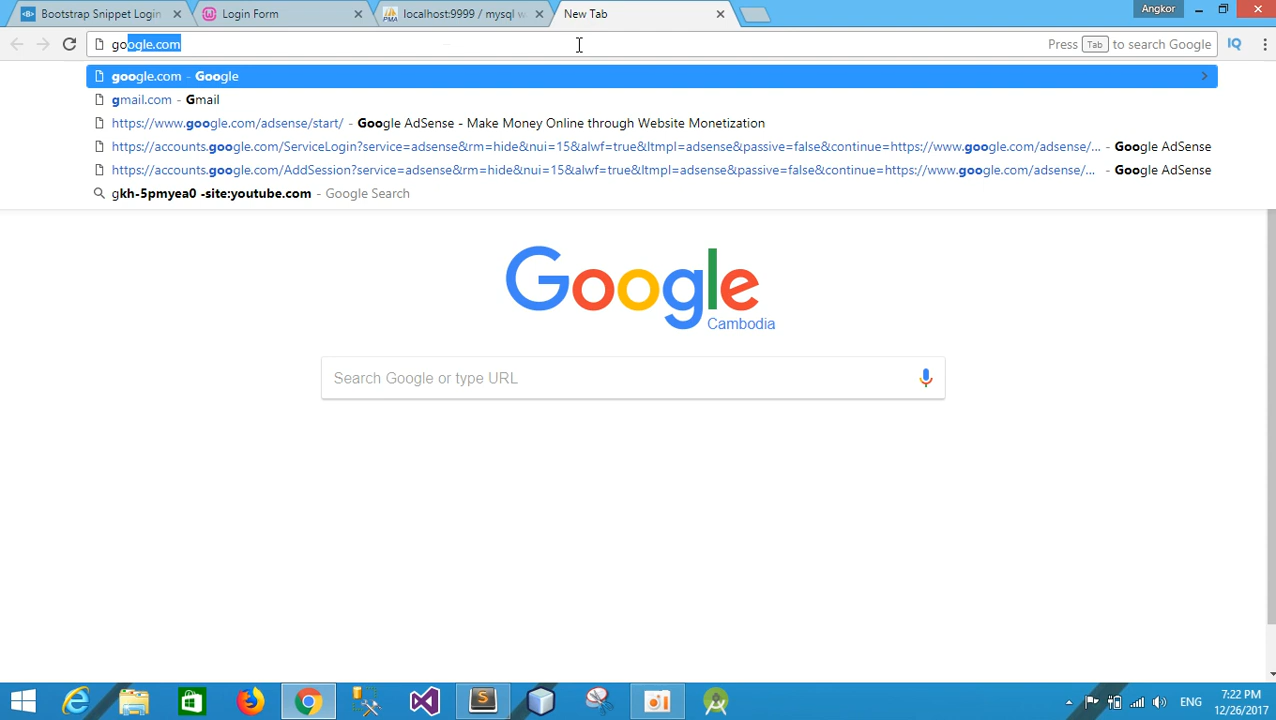 Bootstrap Snippet Login
Login Form
localhost:9999 / mysql w
New Tab
Angkor
google.com
Press Tab to search Google
google.com - Google
gmail.com - Gmail
https://www.google.com/adsense/start/ - Google AdSense - Make Money Online through Website Monetization
https://accounts.google.com/ServiceLogin?service=adsense&rm=hide&nui=15&alwf=true&ltmpl=adsense&passive=false&continue=https://www.google.com/adsense/... - Google AdSense
https://accounts.google.com/AddSession?service=adsense&rm=hide&nui=15&alwf=true&ltmpl=adsense&passive=false&continue=https://www.google.com/adsense/... - Google AdSense
gkh-5pmyea0 -site:youtube.com - Google Search
Google
Cambodia
Search Google or type URL
ENG
7:22 PM
12/26/2017